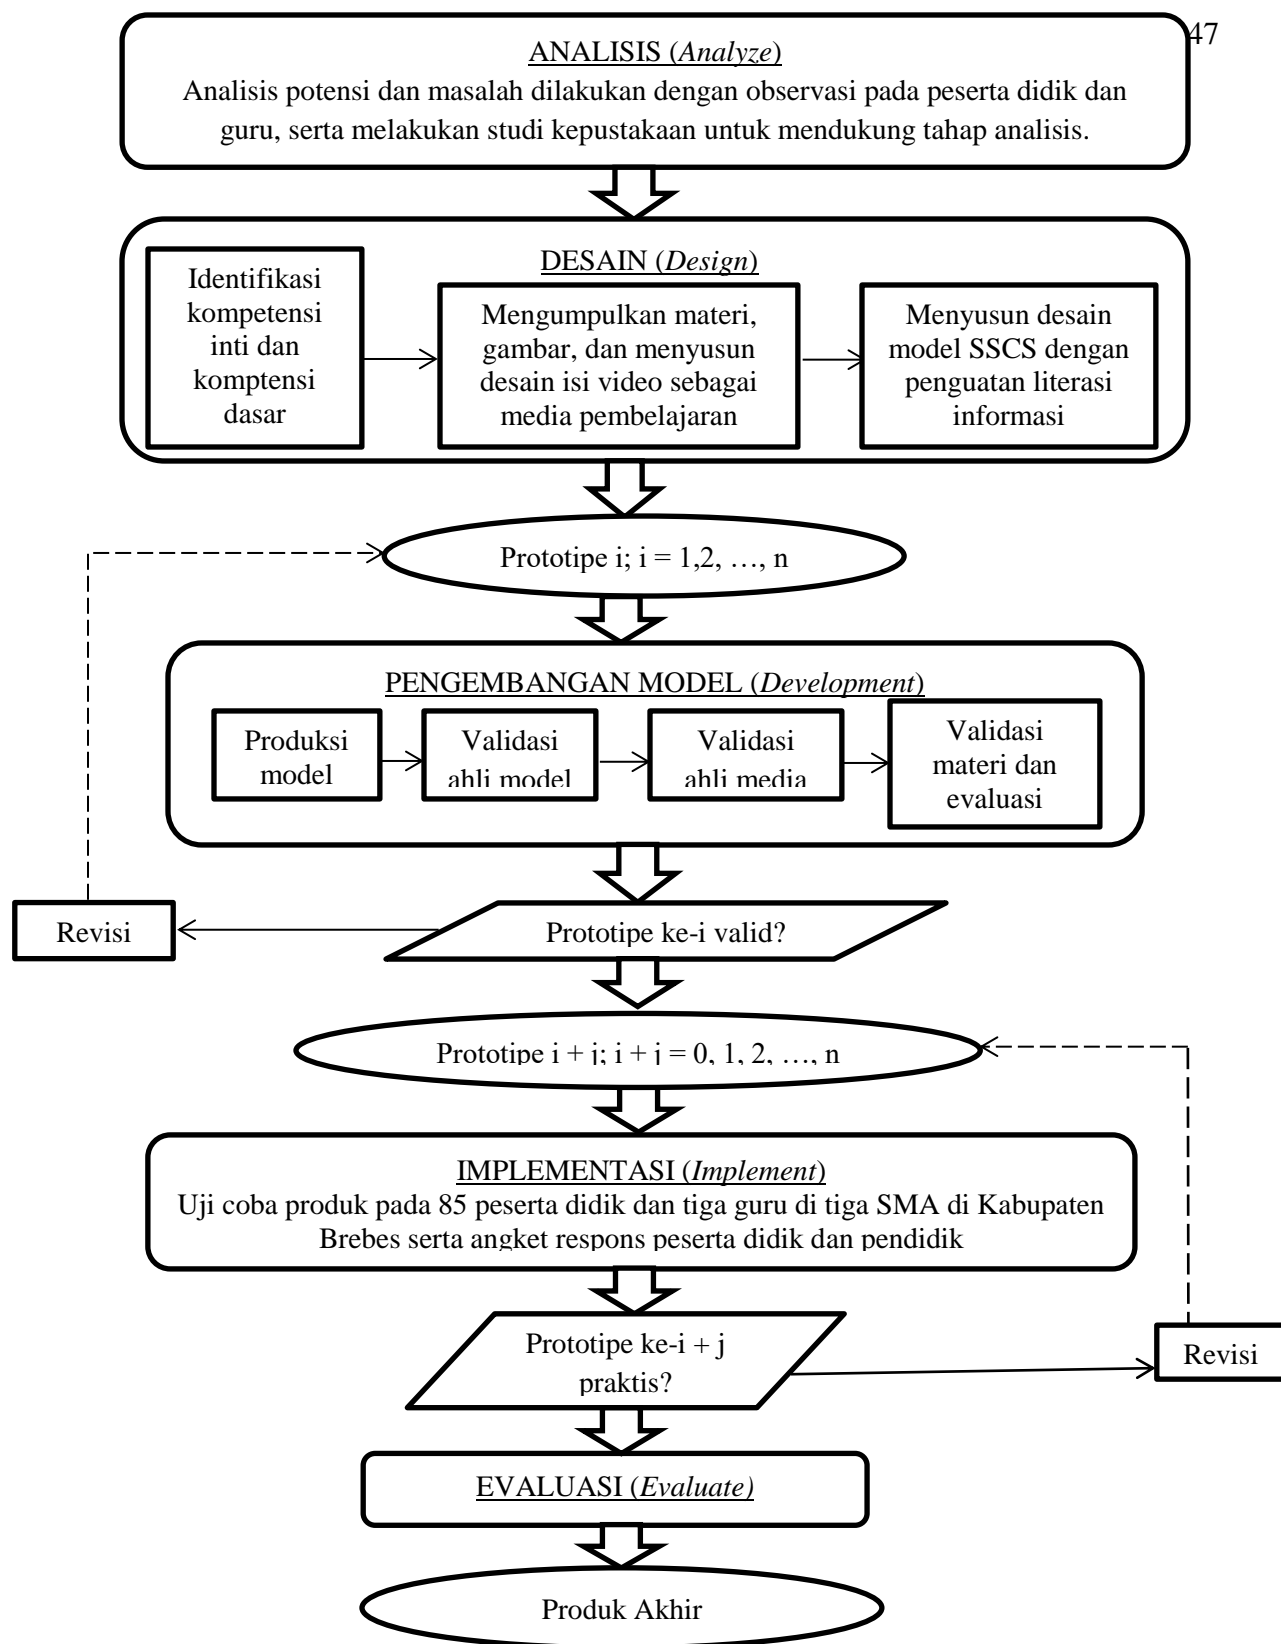 47
ANALISIS (Analyze)
Analisis potensi dan masalah dilakukan dengan observasi pada peserta didik dan
guru, serta melakukan studi kepustakaan untuk mendukung tahap analisis.
DESAIN (Design)
Identifikasi
kompetensi
inti dan
komptensi
dasar
Mengumpulkan materi,
gambar, dan menyusun
desain isi video sebagai
media pembelajaran
Menyusun desain
model SSCS dengan
penguatan literasi
informasi
Prototipe i; i = 1,2, …, n
PENGEMBANGAN MODEL (Development)
Produksi
model
Validasi
ahli model
Validasi
ahli media
Validasi
materi dan
evaluasi
Revisi
Prototipe ke-i valid?
Prototipe i + j; i + j = 0, 1, 2, …, n
IMPLEMENTASI (Implement)
Uji coba produk pada 85 peserta didik dan tiga guru di tiga SMA di Kabupaten
Brebes serta angket respons peserta didik dan pendidik
Prototipe ke-i + j
praktis?
Revisi
EVALUASI (Evaluate)
Produk Akhir